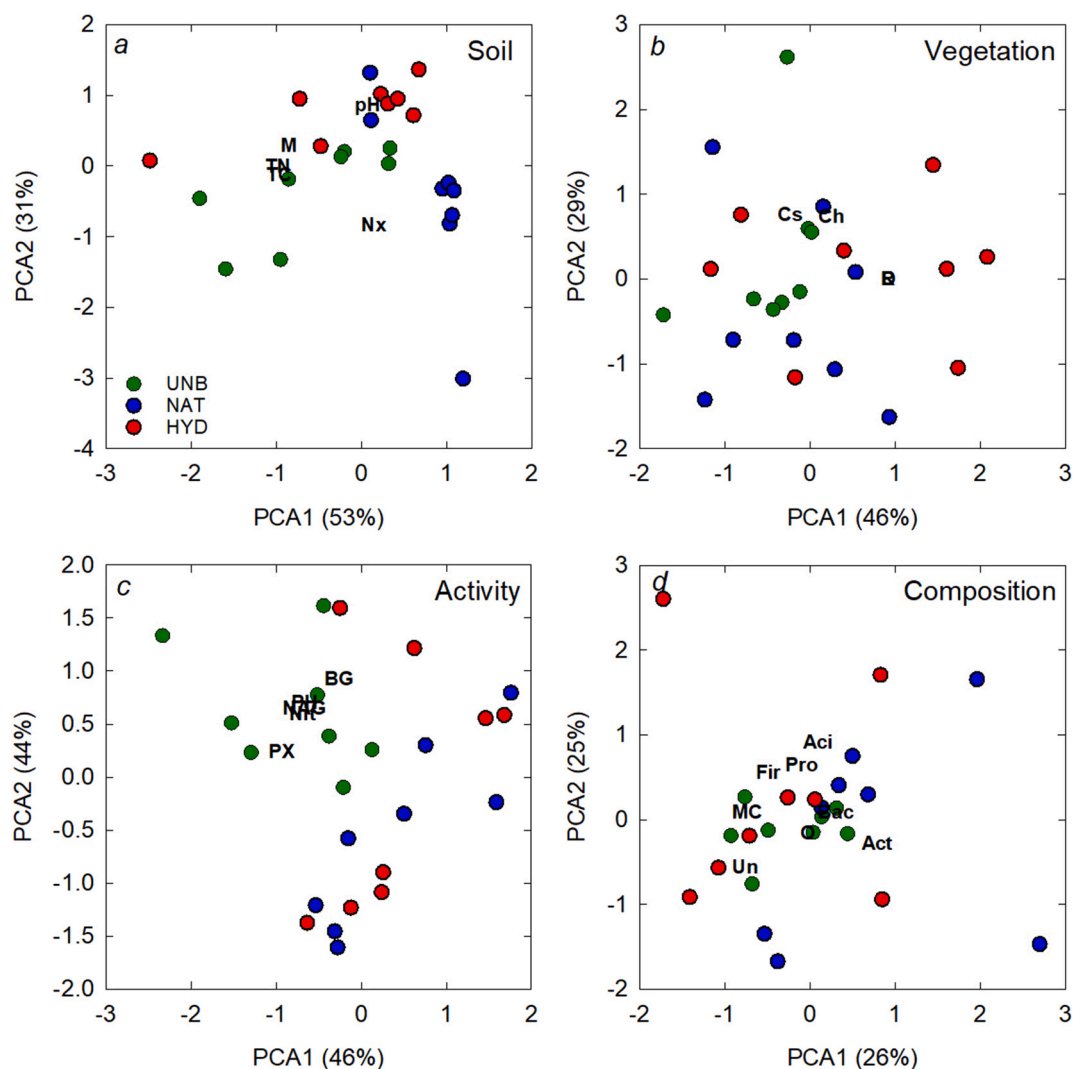 a
Soil
2
1
0
-1
-2
-3
-4
PCA2 (31%)
pH
M
TN
TC
Nx
UNB
NAT
HYD
-3
-2
-1
0
1
2
PCA1 (53%)
b
Vegetation
3
2
1
0
-1
-2
PCA2 (29%)
Cs
Ch
-2
-1
0
1
2
3
PCA1 (46%)
c
Activity
2.0
1.5
1.0
0.5
0.0
-0.5
-1.0
-1.5
-2.0
PCA2 (44%)
BG
NAG
Nit
PX
-3
-2
-1
0
1
2
PCA1 (46%)
d
Composition
3
2
1
0
-1
-2
PCA2 (25%)
Aci
Pro
Fir
MC
Bac
O
Act
Un
-2
-1
0
1
2
3
PCA1 (26%)